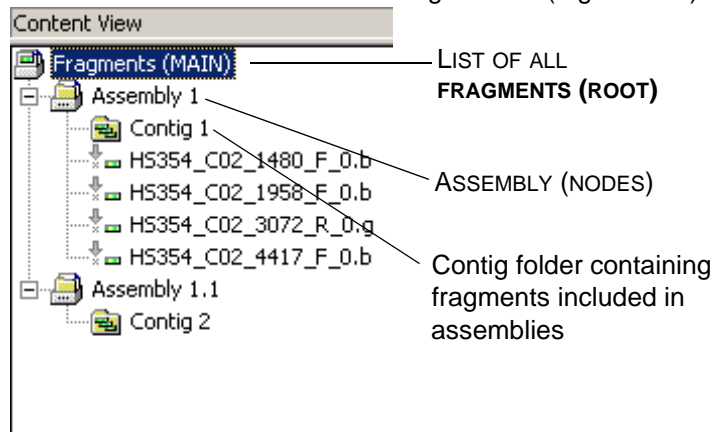 Content View
Fragments (MAIN)
Assembly 1
Contig 1
HS354_C02_1480_F_0.b
HS354_C02_1958_F_0.b
HS354_C02_3072_R_0.g
HS354_C02_4417_F_0.b
Assembly 1.1
Contig 2
LIST OF ALL
FRAGMENTS (ROOT)
ASSEMBLY (NODES)
Contig folder containing
fragments included in
assemblies